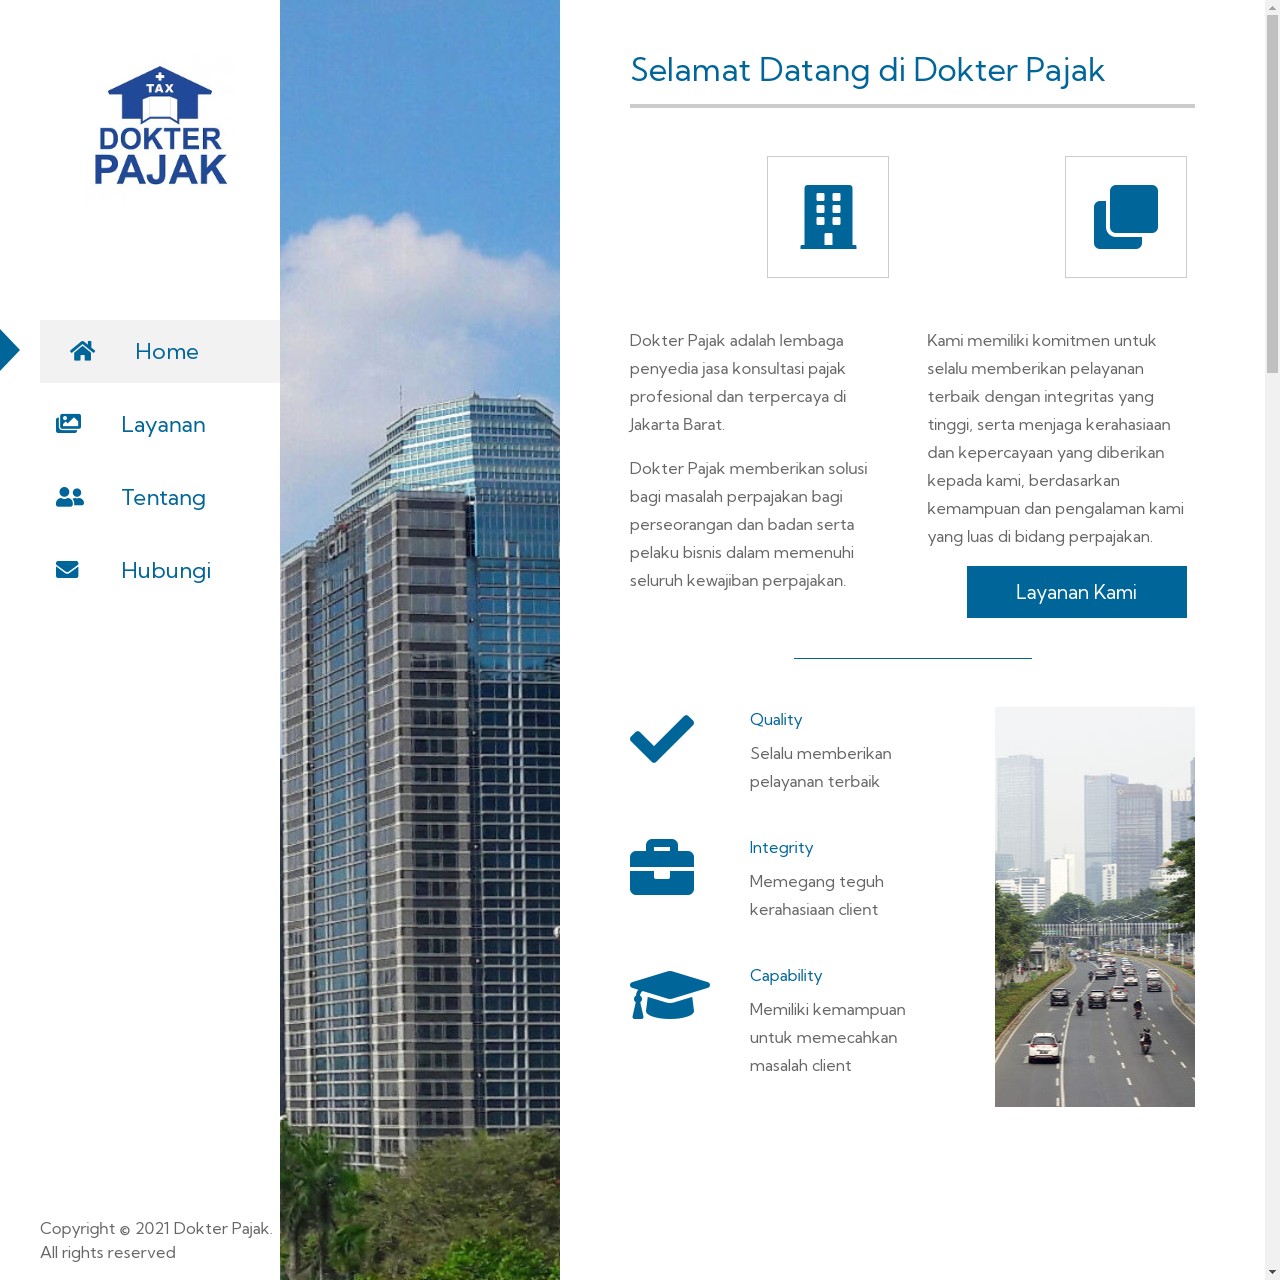 TAX
DOKTER
PAJAK
Home
Layanan
Tentang
Hubungi
Copyright © 2021 Dokter Pajak.
All rights reserved
citi
Selamat Datang di Dokter Pajak
Dokter Pajak adalah lembaga
penyedia jasa konsultasi pajak
profesional dan terpercaya di
Jakarta Barat.
Dokter Pajak memberikan solusi
bagi masalah perpajakan bagi
perseorangan dan badan serta
pelaku bisnis dalam memenuhi
seluruh kewajiban perpajakan.
Kami memiliki komitmen untuk
selalu memberikan pelayanan
terbaik dengan integritas yang
tinggi, serta menjaga kerahasiaan
dan kepercayaan yang diberikan
kepada kami, berdasarkan
kemampuan dan pengalaman kami
yang luas di bidang perpajakan.
Layanan Kami
Quality
Selalu memberikan
pelayanan terbaik
Integrity
Memegang teguh
kerahasiaan client
Capability
Memiliki kemampuan
untuk memecahkan
masalah client